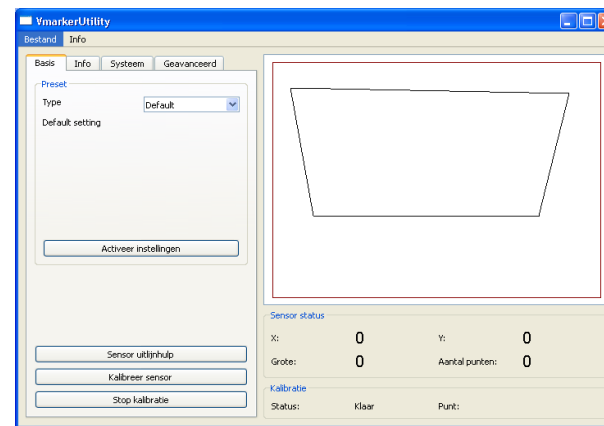 VmarkerUtility
Bestand Info
Basis Info Systeem Geavanceerd
Preset
Type Default
Default setting
Activeer instellingen
Sensor uitlijnhulp
Kalibreer sensor
Stop kalibratie
Sensor status
X: 0 Y: 0
Grote: 0 Aantal punten: 0
Kalibratie
Status: Klaar Punt: